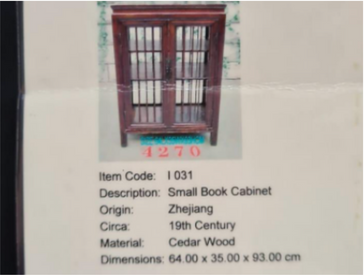 4270
Item Code: I 031
Description: Small Book Cabinet
Origin: Zhejiang
Circa: 19th Century
Material: Cedar Wood
Dimensions: 64.00 x 35.00 x 93.00 cm